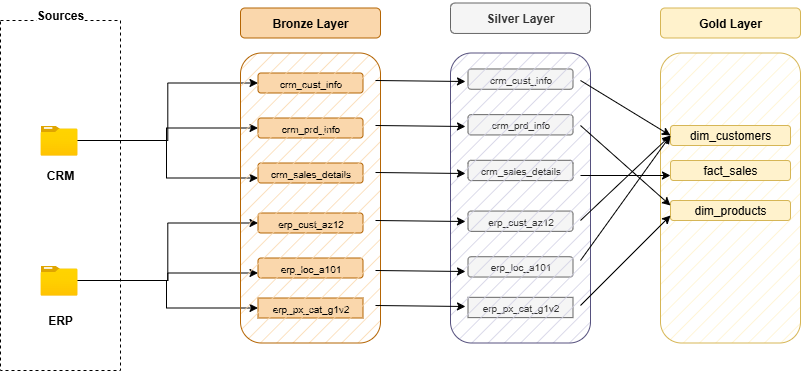 Sources
Bronze Layer
Silver Layer
Gold Layer
CRM
ERP
crm_cust_info
crm_prd_info
crm_sales_details
erp_cust_az12
erp_loc_a101
erp_px_cat_g1v2
crm_cust_info
crm_prd_info
crm_sales_details
erp_cust_az12
erp_loc_a101
erp_px_cat_g1v2
dim_customers
fact_sales
dim_products